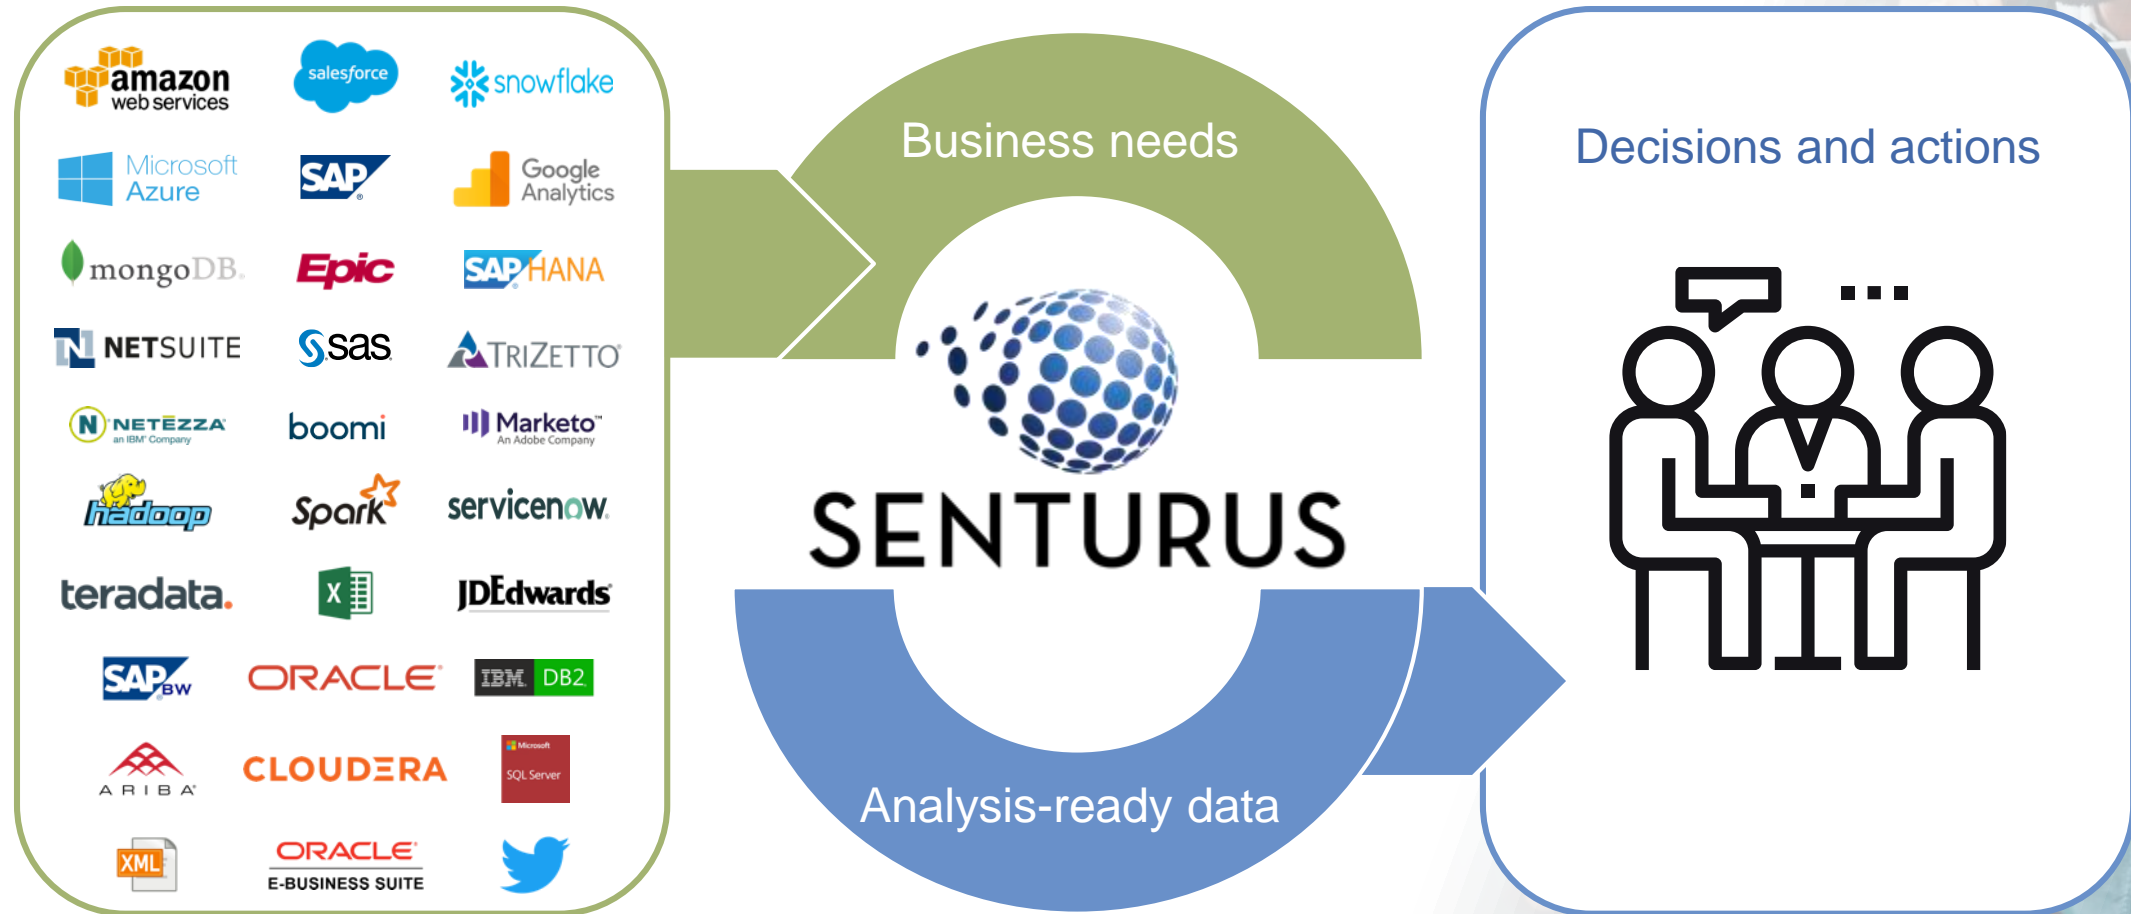 amazon
web services
salesforce
snowflake
Microsoft
Azure
SAP
Google
Analytics
mongoDB.
Epic
SAP HANA
NETSUITE
sas
TRIZETTO
N NETEZZA
an IBM Company
boomi
Marketo™
An Adobe Company
hadoop
Spark
servicenow.
teradata.
X
JDEdwards
SAP BW
ORACLE
IBM DB2
ARIBA
CLOUDERA
Microsoft
SQL Server
XML
ORACLE
E-BUSINESS SUITE
Business needs
SENTURUS
Analysis-ready data
Decisions and actions